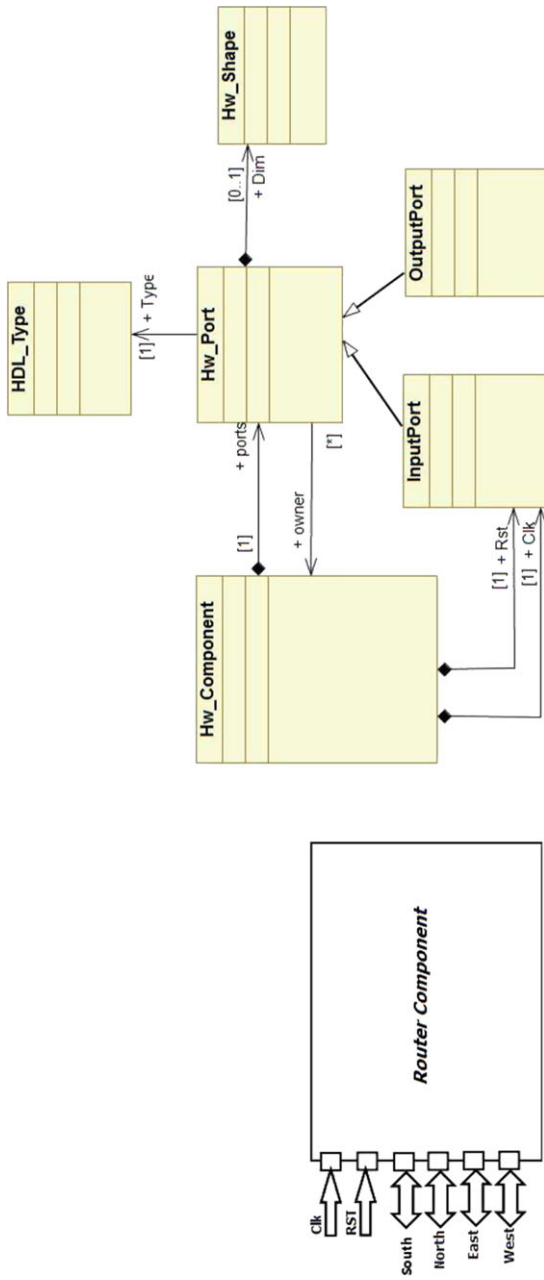 Clk
RST
South
North
East
West
Router Component
Hw_Component
[1]
+ ports
+ owner
[*]
[1] + Rst
[1] + Clk
HDL_Type
[1] + Type
Hw_Port
[0..1]
+ Dim
Hw_Shape
InputPort
OutputPort